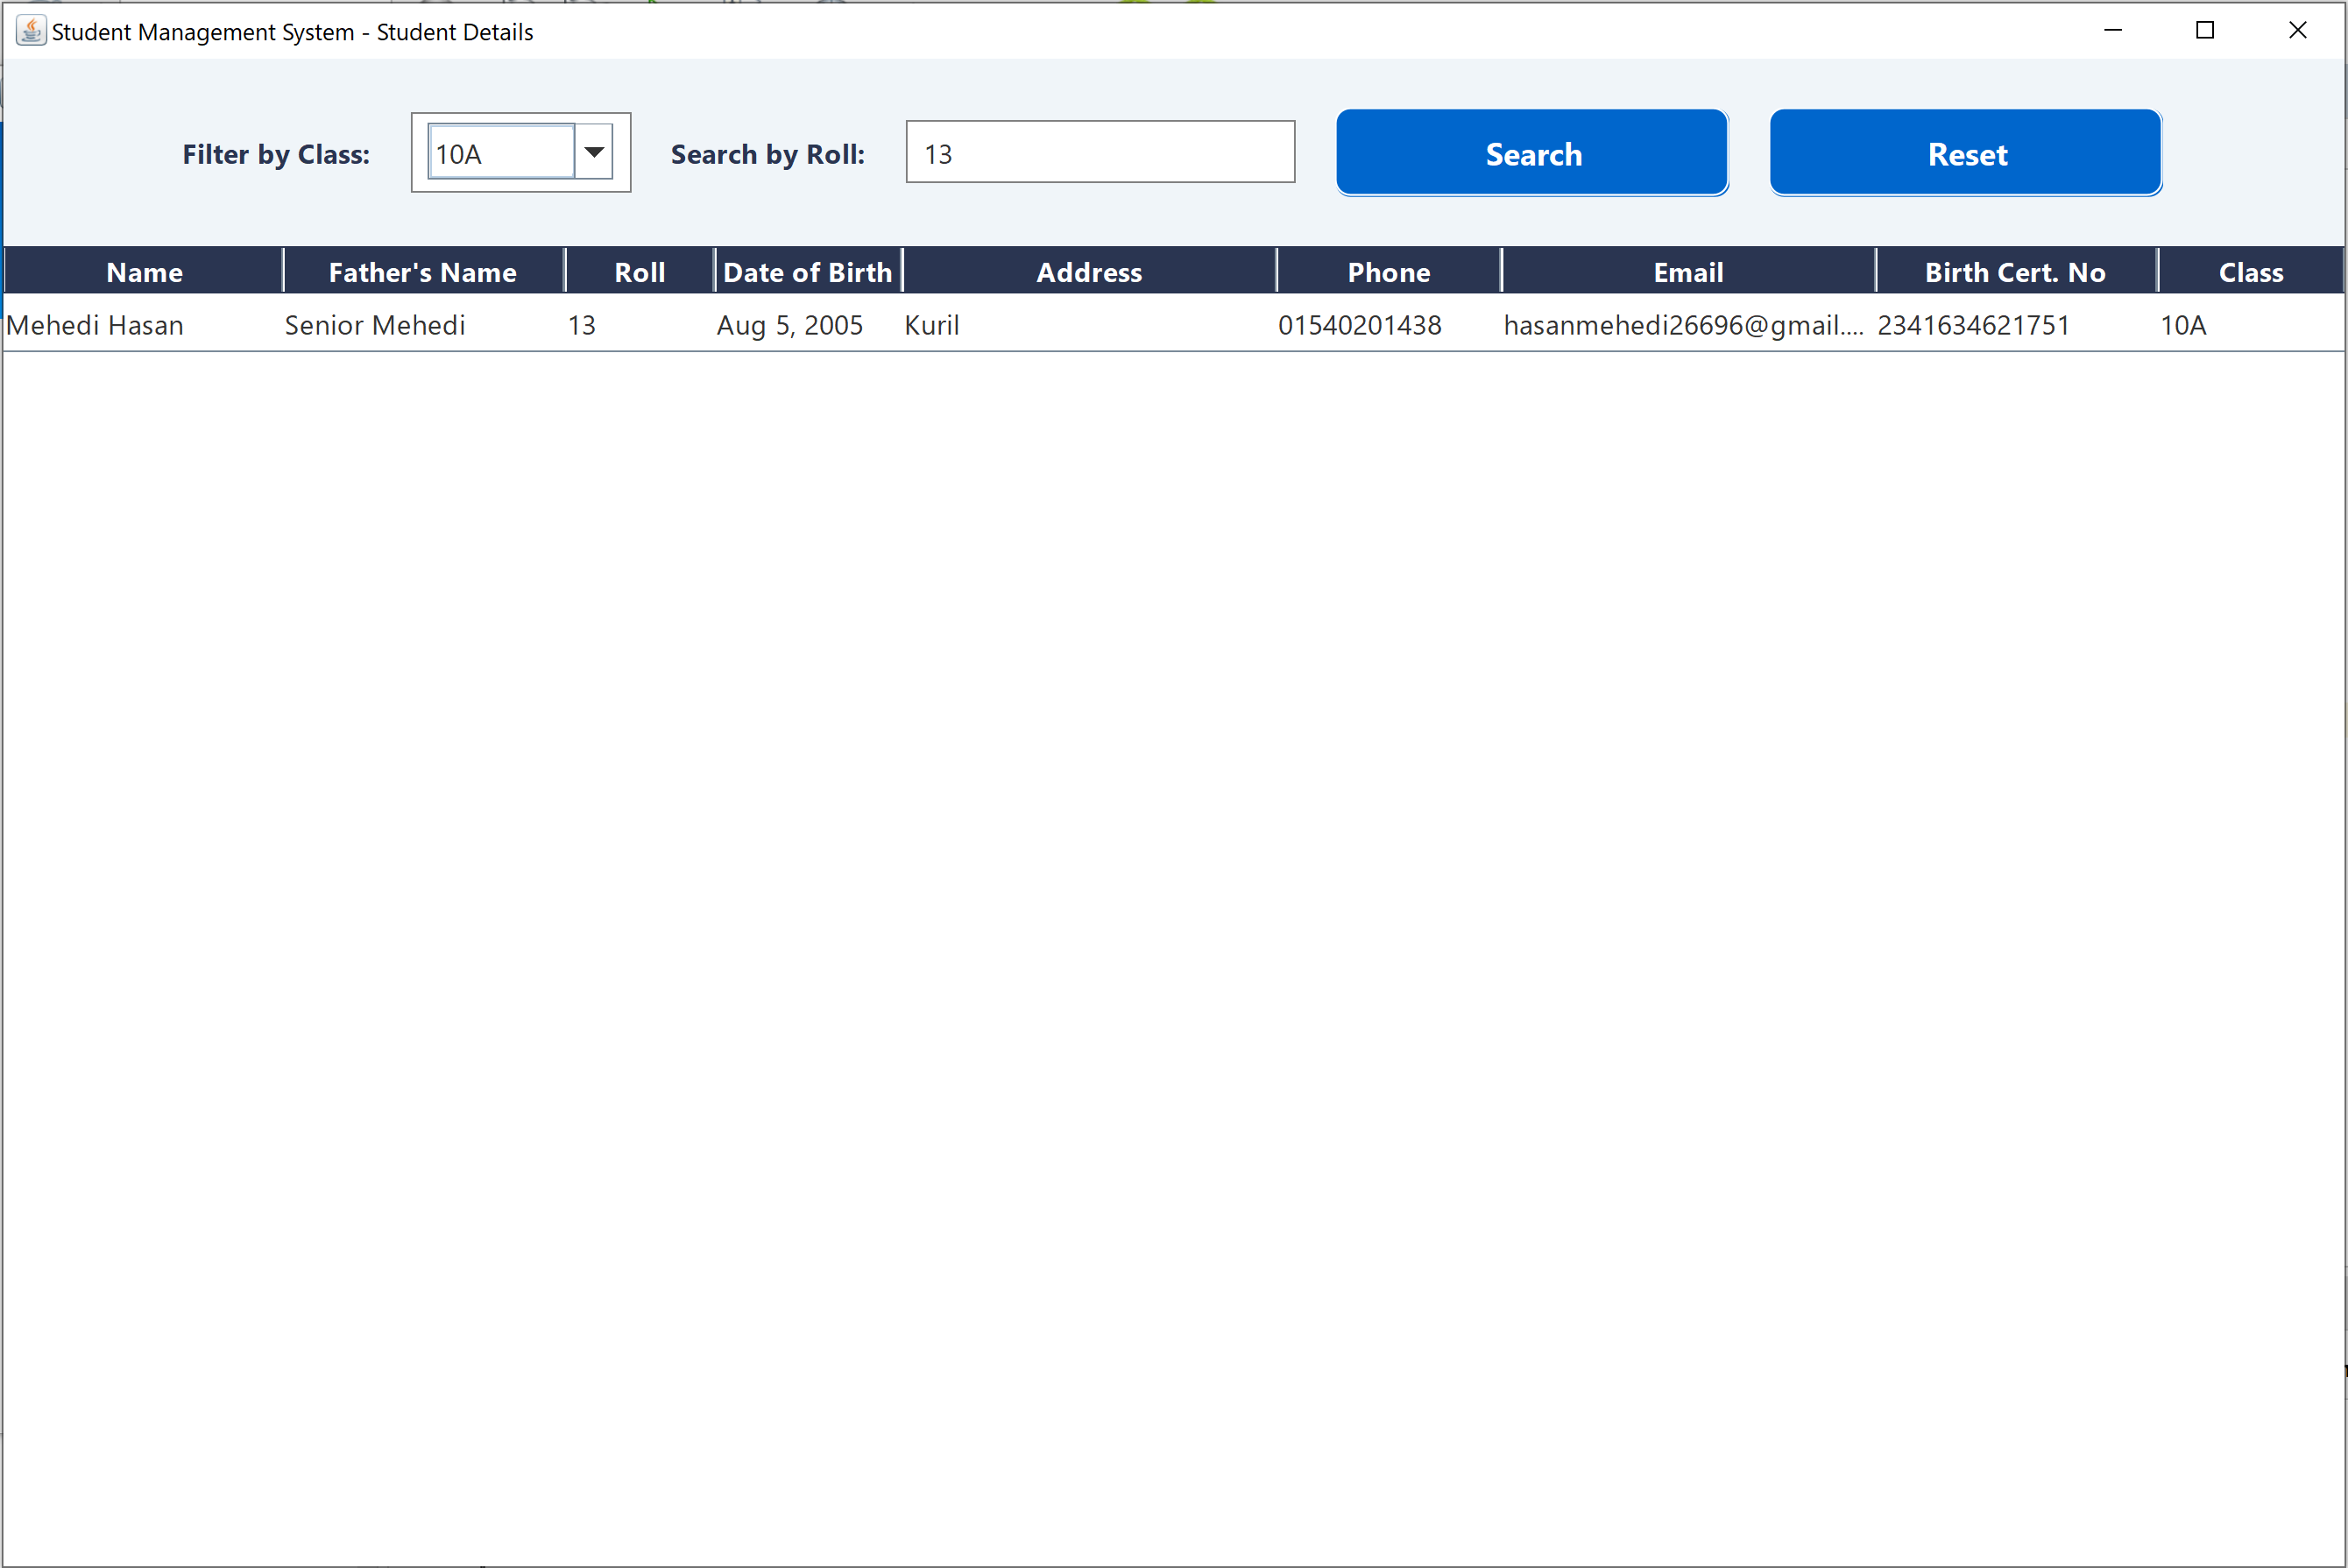 Student Management System - Student Details
Filter by Class: 10A Search by Roll: 13 Search Reset
Name Father's Name Roll Date of Birth Address Phone Email Birth Cert. No Class
Mehedi Hasan Senior Mehedi 13 Aug 5, 2005 Kuril 01540201438 hasanmehedi26696@gmail.... 2341634621751 10A